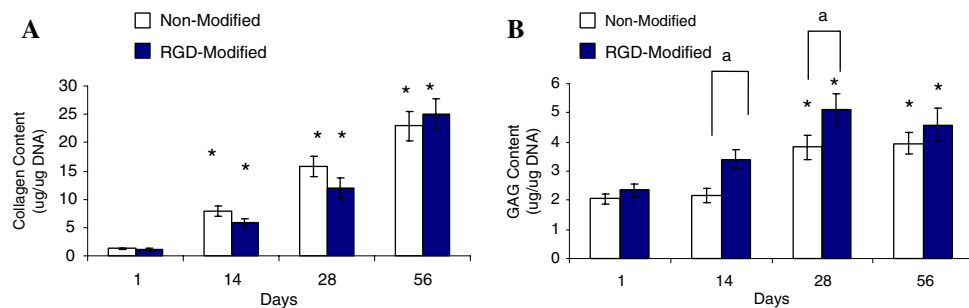 A
Non-Modified
RGD-Modified
Collagen Content
(ug/ug DNA)
30
25
20
15
10
5
0
* * * * * *
1 14 28 56
Days
B
Non-Modified
RGD-Modified
a
a
GAG Content
(ug/ug DNA)
6
5
4
3
2
1
0
* * * *
1 14 28 56
Days